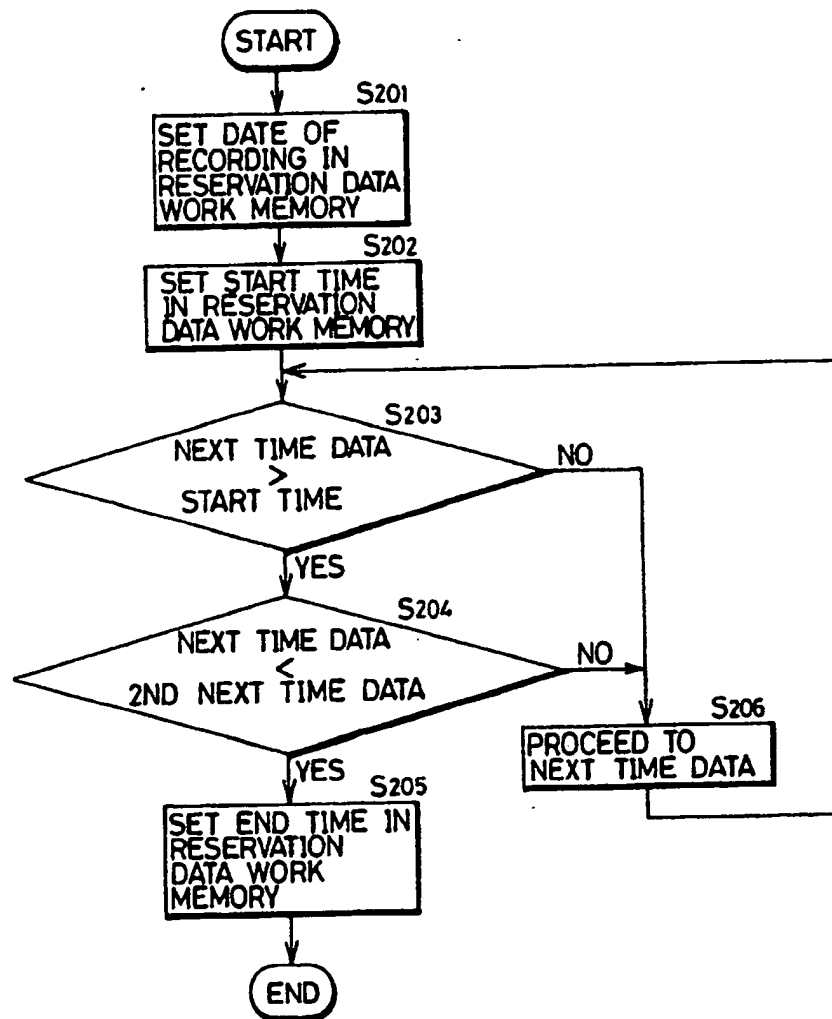 START
S201
SET DATE OF
RECORDING IN
RESERVATION DATA
WORK MEMORY
S202
SET START TIME
IN RESERVATION
DATA WORK MEMORY
S203
NEXT TIME DATA
>
START TIME
NO
YES
S204
NEXT TIME DATA
<
2ND NEXT TIME DATA
NO
YES
S206
PROCEED TO
NEXT TIME DATA
S205
SET END TIME IN
RESERVATION
DATA WORK
MEMORY
END